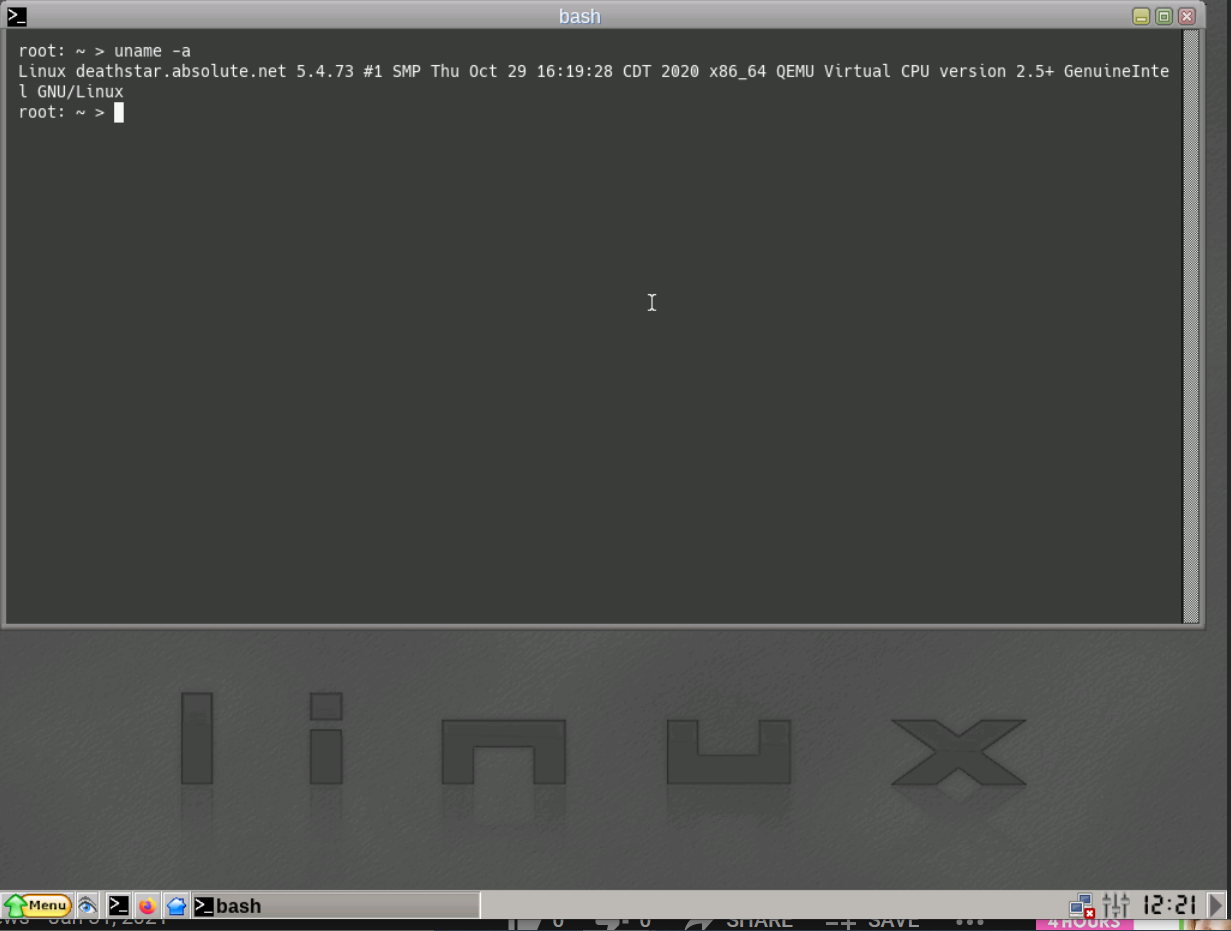 bash
root: ~ > uname -a
Linux deathstar.absolute.net 5.4.73 #1 SMP Thu Oct 29 16:19:28 CDT 2020 x86_64 QEMU Virtual CPU version 2.5+ GenuineInte
l GNU/Linux
root: ~ >
linux
Menu bash 12:21
0 0 SHARE SAVE 4 HOURS